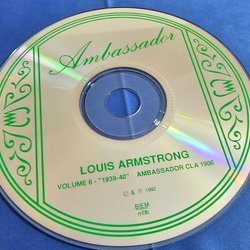 Ambassador
LOUIS ARMSTRONG
VOLUME 6 - "1939-40" AMBASSADOR CLA 1906
© & ℗ 1992
BIEM
n©b